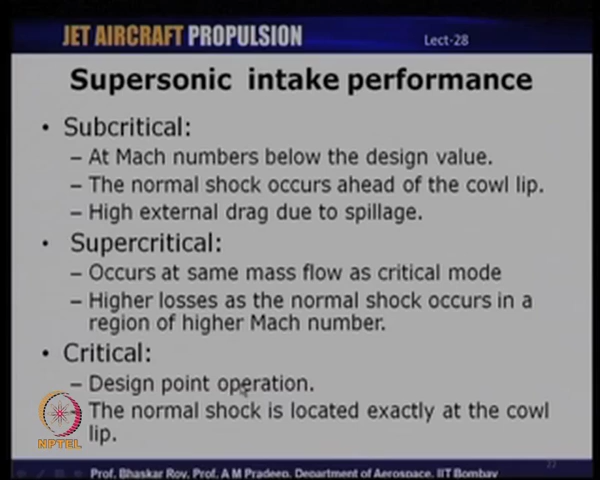 JET AIRCRAFT PROPULSION
Lect-28
Supersonic intake performance
• Subcritical:
– At Mach numbers below the design value.
– The normal shock occurs ahead of the cowl lip.
– High external drag due to spillage.
• Supercritical:
– Occurs at same mass flow as critical mode
– Higher losses as the normal shock occurs in a
region of higher Mach number.
• Critical:
– Design point operation.
– The normal shock is located exactly at the cowl
lip.
NPTEL
Prof. Bhaskar Roy, Prof. A M Pradeep, Department of Aerospace, IIT Bombay